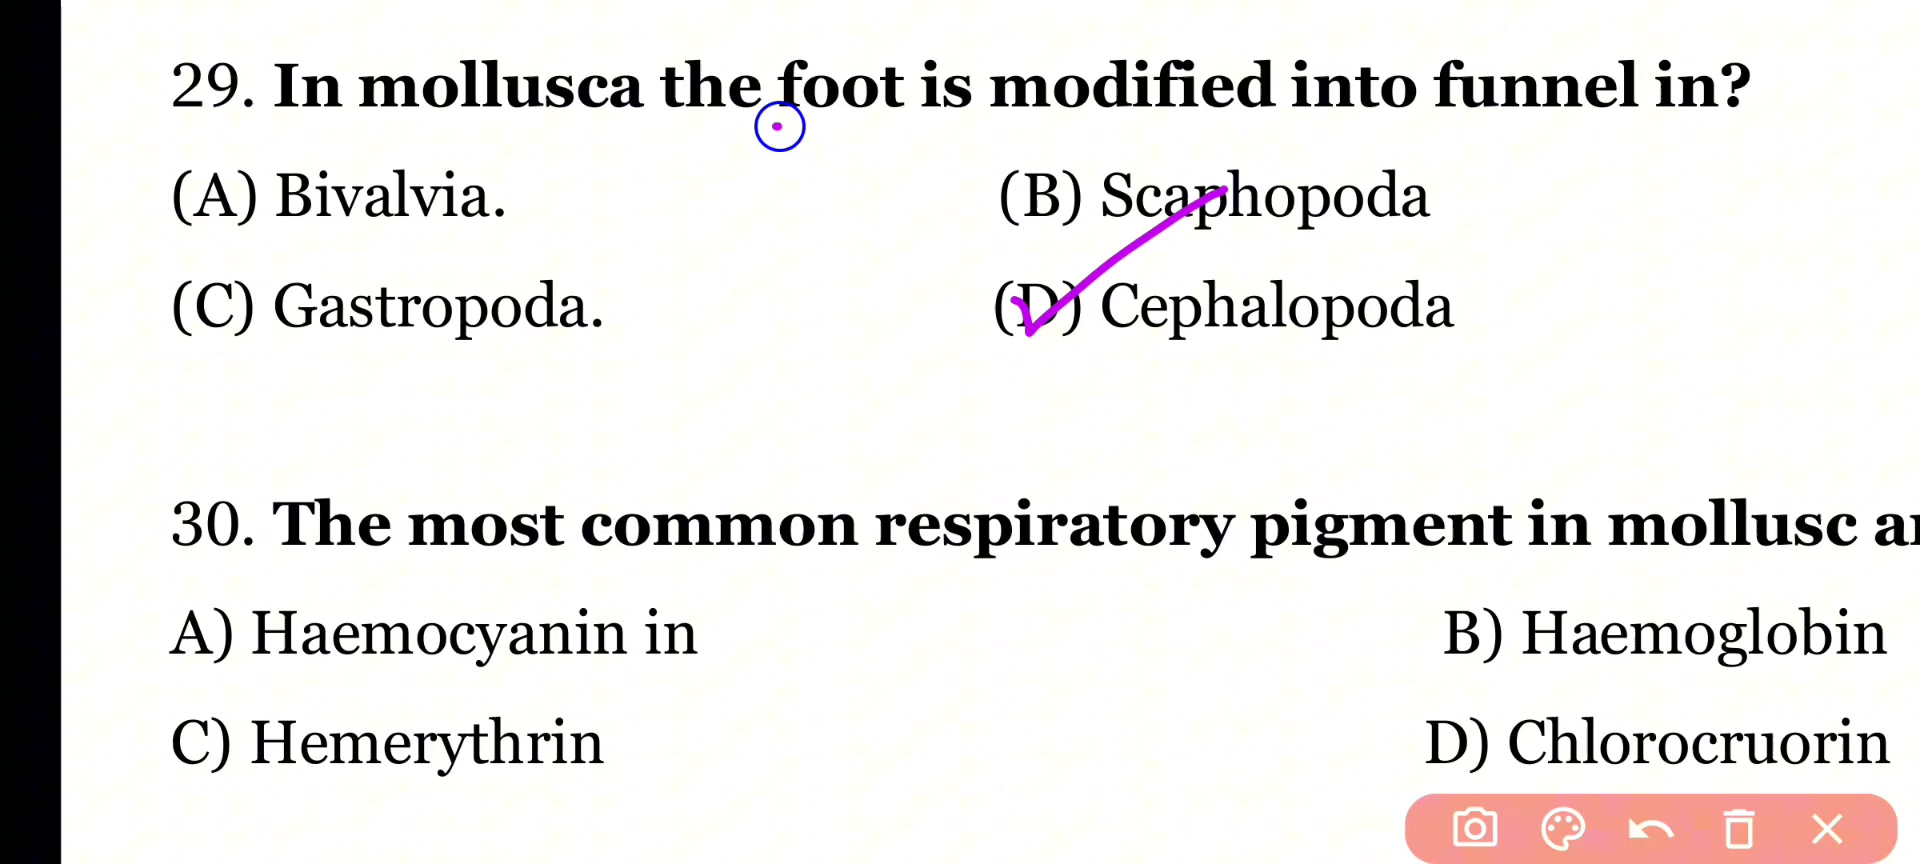 29. In mollusca the foot is modified into funnel in?
(A) Bivalvia. (B) Scaphopoda
(C) Gastropoda. (D) Cephalopoda
30. The most common respiratory pigment in mollusc
A) Haemocyanin in B) Haemoglobin
C) Hemerythrin D) Chlorocruorin